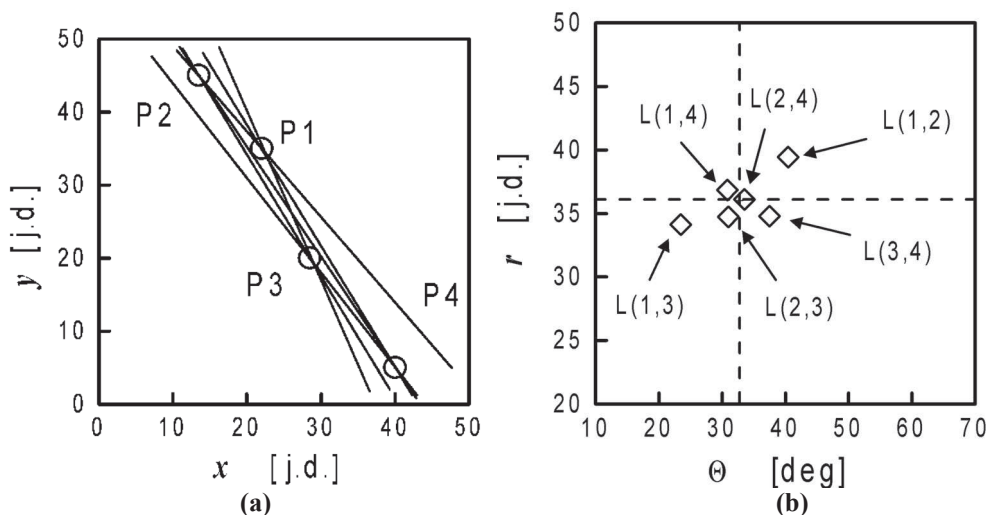 50
40
30
20
10
0
y [j.d.]
P2
P1
P3
P4
0 10 20 30 40 50
x [j.d.]
(a)
50
45
40
35
30
25
20
r [j.d.]
L(1,4)
L(2,4)
L(1,2)
L(1,3)
L(2,3)
L(3,4)
10 20 30 40 50 60 70
Θ [deg]
(b)